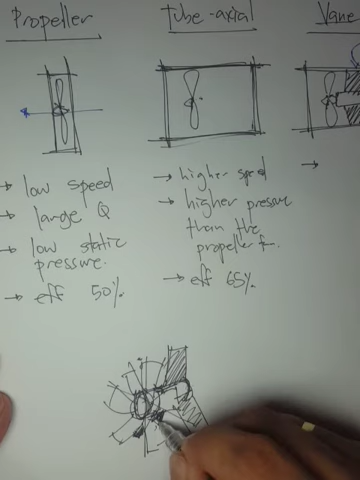 Propeller
tube-axial
Vane
→ low speed
→ large Q
→ low static
pressure.
→ eff 50%
→ higher speed
→ higher pressure
than the
propeller f
→ eff 65%
→